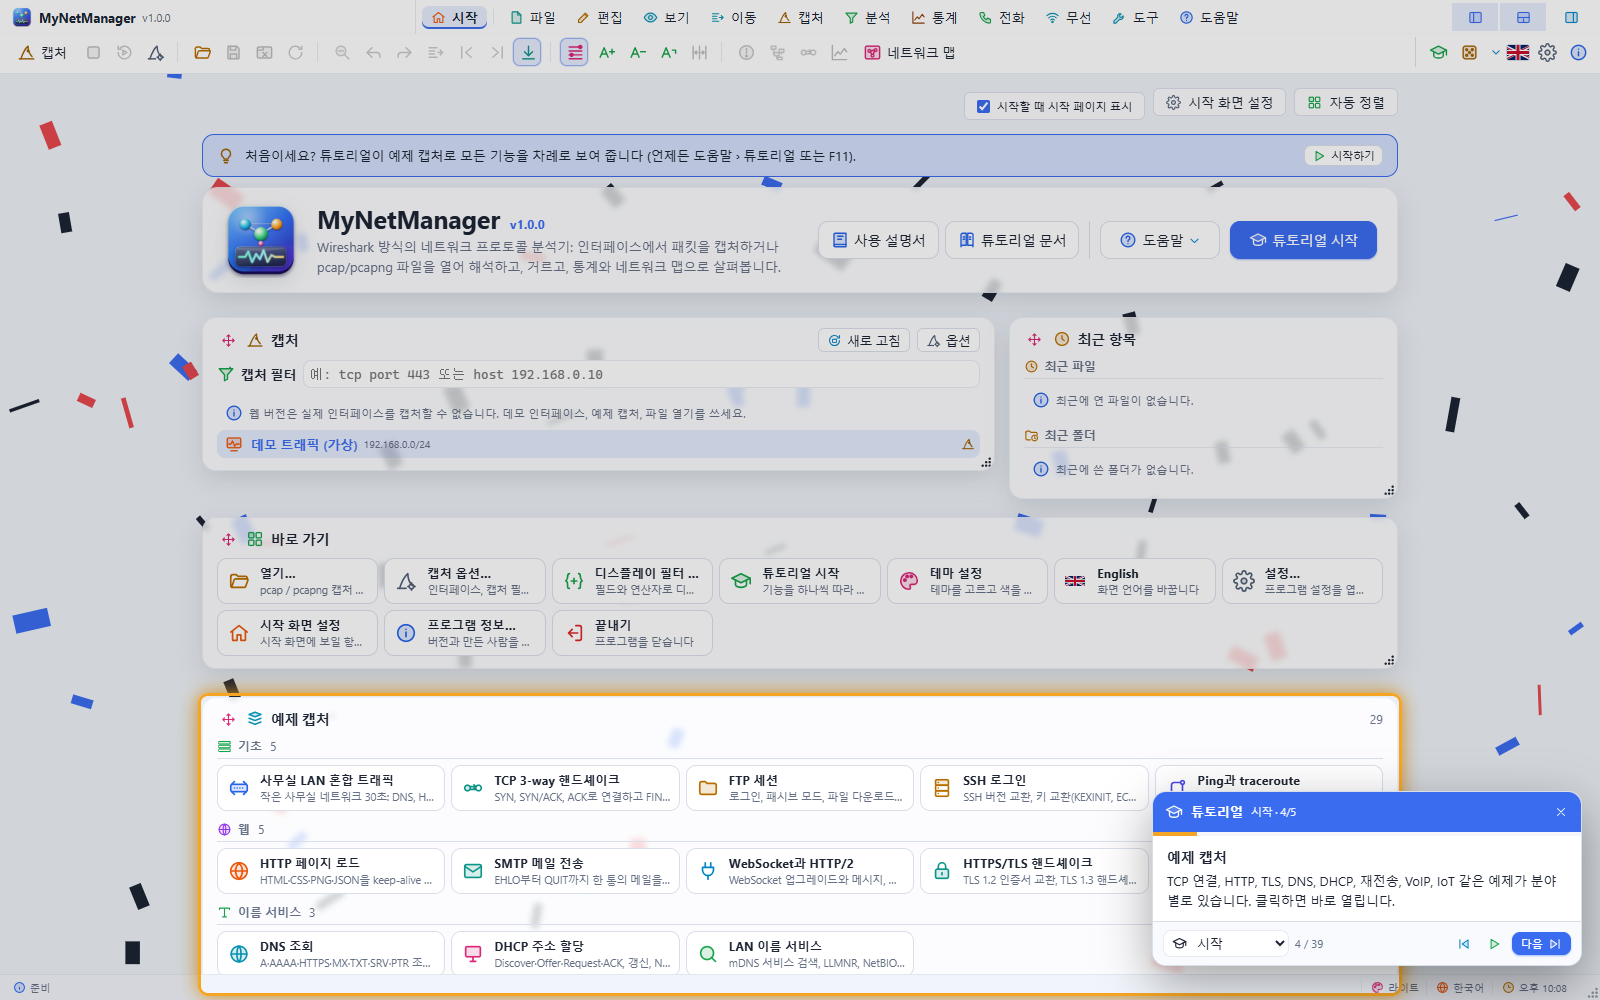 MyNetManager v1.0.0
시작 파일 편집 보기 이동 캡처 분석 통계 전화 무선 도구 도움말
캡처 A+ A- A 네트워크 맵
시작할 때 시작 페이지 표시 시작 화면 설정 자동 정렬
처음이세요? 튜토리얼이 예제 캡처로 모든 기능을 차례로 보여 줍니다 (언제든 도움말 › 튜토리얼 또는 F11). 시작하기
MyNetManager v1.0.0
Wireshark 방식의 네트워크 프로토콜 분석기: 인터페이스에서 패킷을 캡처하거나
pcap/pcapng 파일을 열어 해석하고, 거르고, 통계와 네트워크 맵으로 살펴봅니다.
사용 설명서 튜토리얼 문서 도움말 튜토리얼 시작
캡처 새로 고침 옵션
캡처 필터 예: tcp port 443 또는 host 192.168.0.10
웹 버전은 실제 인터페이스를 캡처할 수 없습니다. 데모 인터페이스, 예제 캡처, 파일 열기를 쓰세요.
데모 트래픽 (가상) 192.168.0.0/24
최근 항목
최근 파일
최근에 연 파일이 없습니다.
최근 폴더
최근에 쓴 폴더가 없습니다.
바로 가기
열기...
pcap / pcapng 캡처 ...
캡처 옵션...
인터페이스, 캡처 필...
디스플레이 필터 ...
필드와 연산자로 디...
튜토리얼 시작
기능을 하나씩 따라 ...
테마 설정
테마를 고르고 색을 ...
English
화면 언어를 바꿉니다
설정...
프로그램 설정을 엽...
시작 화면 설정
시작 화면에 보일 항...
프로그램 정보...
버전과 만든 사람을 ...
끝내기
프로그램을 닫습니다
예제 캡처 29
기초 5
사무실 LAN 혼합 트래픽
작은 사무실 네트워크 30초: DNS, H...
TCP 3-way 핸드셰이크
SYN, SYN/ACK, ACK로 연결하고 FIN...
FTP 세션
로그인, 패시브 모드, 파일 다운로드...
SSH 로그인
SSH 버전 교환, 키 교환(KEXINIT, EC...
Ping과 traceroute
웹 5
HTTP 페이지 로드
HTML·CSS·PNG·JSON을 keep-alive ...
SMTP 메일 전송
EHLO부터 QUIT까지 한 통의 메일을...
WebSocket과 HTTP/2
WebSocket 업그레이드와 메시지, ...
HTTPS/TLS 핸드셰이크
TLS 1.2 인증서 교환, TLS 1.3 핸드셰...
이름 서비스 3
DNS 조회
A·AAAA·HTTPS·MX·TXT·SRV·PTR 조...
DHCP 주소 할당
Discover·Offer·Request·ACK, 갱신, N...
LAN 이름 서비스
mDNS 서비스 검색, LLMNR, NetBIO...
튜토리얼 시작 · 4/5
예제 캡처
TCP 연결, HTTP, TLS, DNS, DHCP, 재전송, VoIP, IoT 같은 예제가 분야
별로 있습니다. 클릭하면 바로 열립니다.
시작 4 / 39 다음
준비 라이트 한국어 오후 10:08